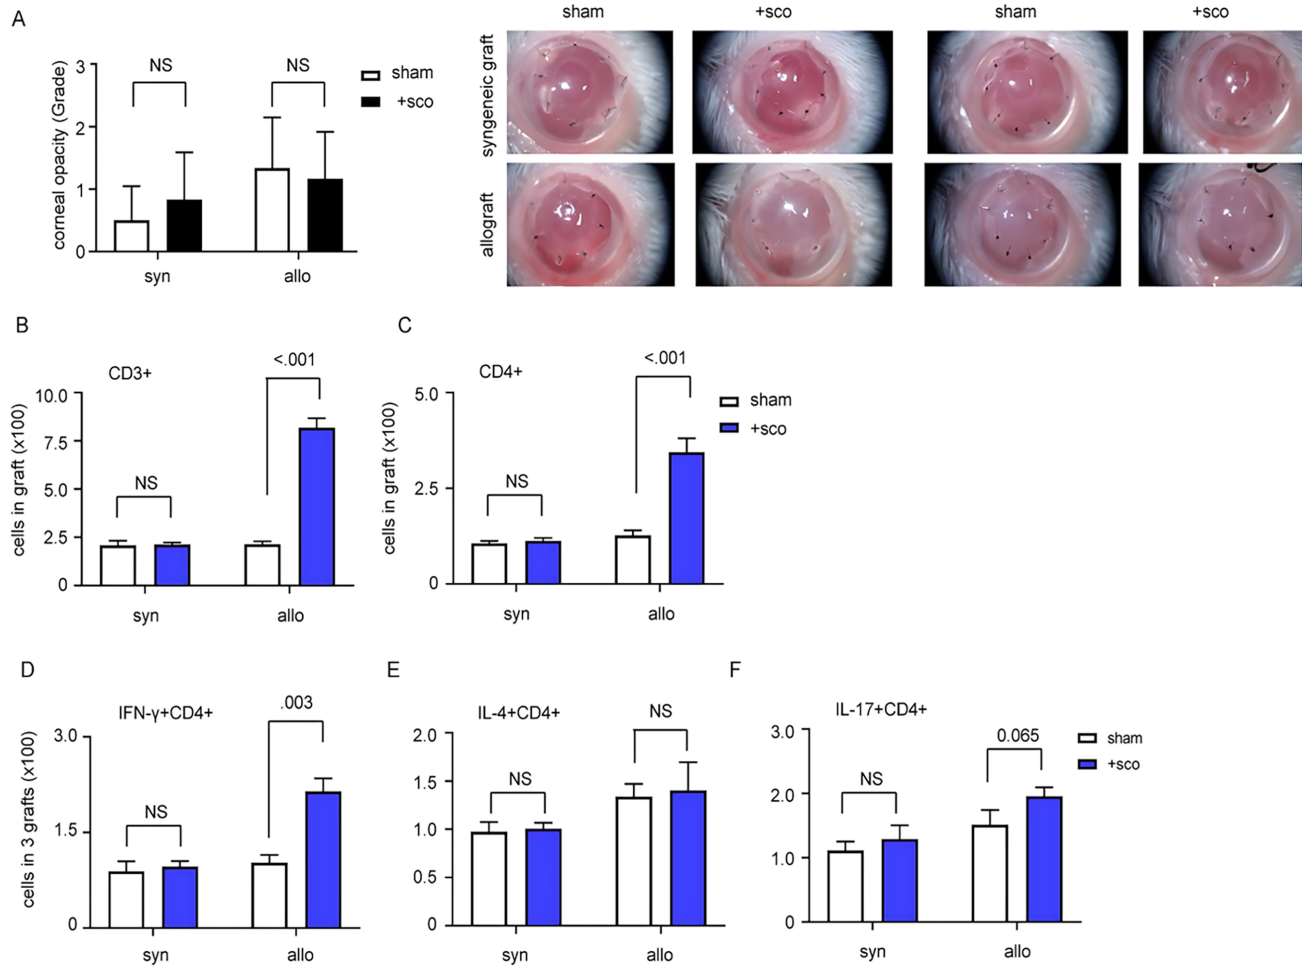 A
sham
+sco
sham
+sco
corneal opacity (Grade)
3
2
1
0
NS
NS
sham
+sco
syn
allo
syngeneic graft
allograft
B
CD3+
cells in graft (x100)
10.0
7.5
5.0
2.5
0
NS
<.001
syn
allo
C
CD4+
cells in graft (x100)
5.0
2.5
0
NS
<.001
sham
+sco
syn
allo
D
IFN-γ+CD4+
cells in 3 grafts (x100)
3.0
1.5
0
NS
.003
syn
allo
E
IL-4+CD4+
2.0
1.5
1.0
0.5
0
NS
NS
syn
allo
F
IL-17+CD4+
3.0
2.0
1.0
0
NS
0.065
sham
+sco
syn
allo